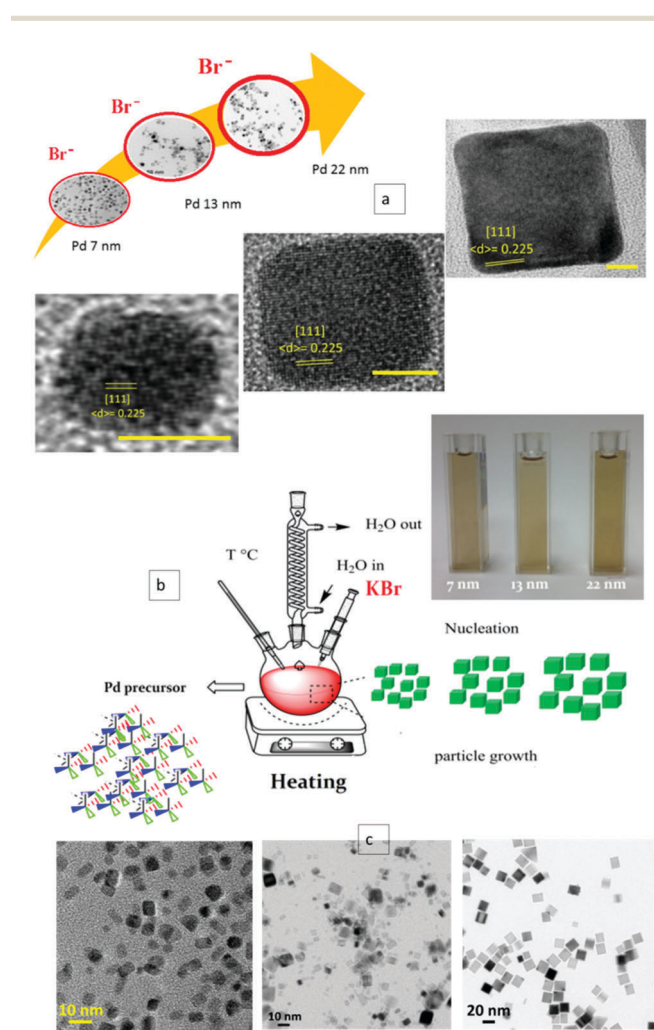 Br⁻
Br⁻
Br⁻
Pd 22 nm
Pd 13 nm
Pd 7 nm
a
[111]
<d>= 0.225
[111]
<d>= 0.225
[111]
<d>= 0.225
7 nm
13 nm
22 nm
b
T °C
H₂O out
H₂O in
KBr
Nucleation
Pd precursor
particle growth
Heating
c
10 nm
10 nm
20 nm